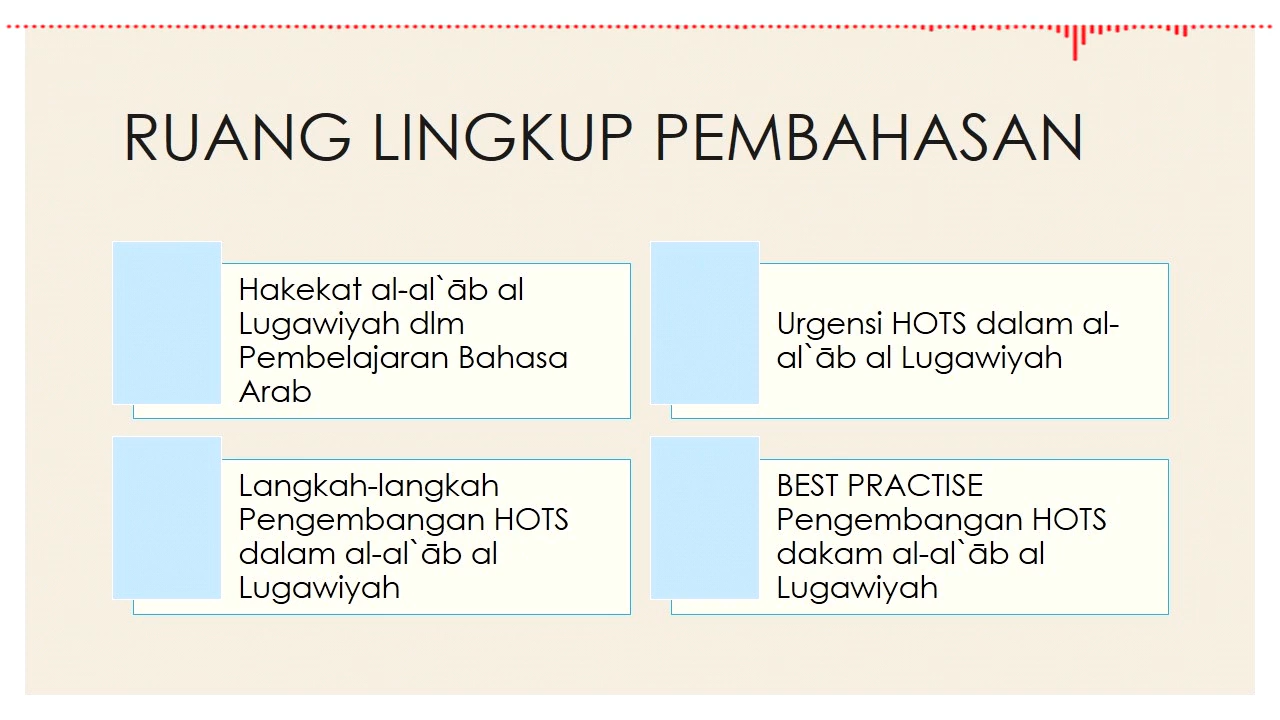 RUANG LINGKUP PEMBAHASAN
Hakekat al-al`āb al
Lugawiyah dlm
Pembelajaran Bahasa
Arab
Urgensi HOTS dalam al-
al`āb al Lugawiyah
Langkah-langkah
Pengembangan HOTS
dalam al-al`āb al
Lugawiyah
BEST PRACTISE
Pengembangan HOTS
dakam al-al`āb al
Lugawiyah